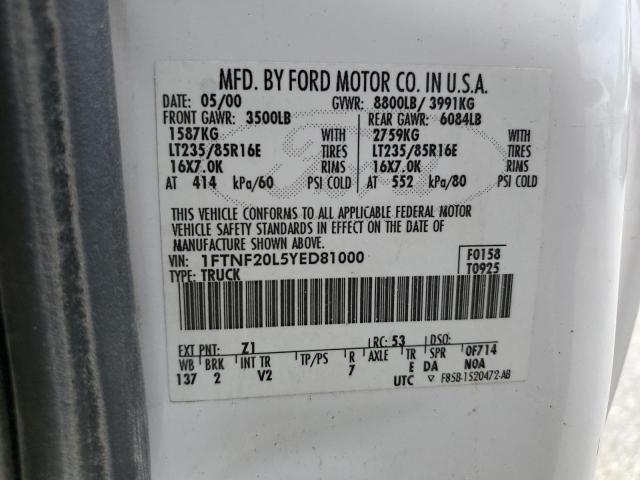 MFD. BY FORD MOTOR CO. IN U.S.A.
DATE: 05/00 GVWR: 8800LB/ 3991KG
FRONT GAWR: 3500LB REAR GAWR: 6084LB
1587KG WITH 2759KG WITH
LT235/85R16E TIRES LT235/85R16E TIRES
16X7.0K RIMS 16X7.0K RIMS
AT 414 kPa/60 PSI COLD AT 552 kPa/80 PSI COLD
THIS VEHICLE CONFORMS TO ALL APPLICABLE FEDERAL MOTOR
VEHICLE SAFETY STANDARDS IN EFFECT ON THE DATE OF
MANUFACTURE SHOWN ABOVE.
VIN: 1FTNF20L5YED81000 F0158
TYPE: TRUCK T0925
EXT PNT: Z1 RC: 53 DSO:
WB BRK INT TR TP/PS R AXLE TR SPR 0F714
137 2 V2 7 E DA N0A
UTC F85B-1520472-AB